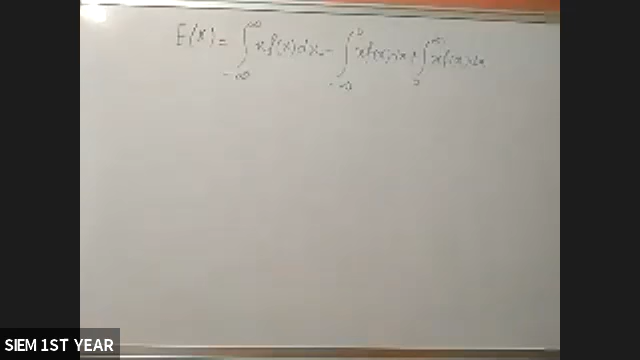 E(x) = ∫_{-∞}^{∞} x f(x) dx = ∫_{-∞}^{0} x f(x) dx + ∫_{0}^{∞} x f(x) dx
SIEM 1ST YEAR